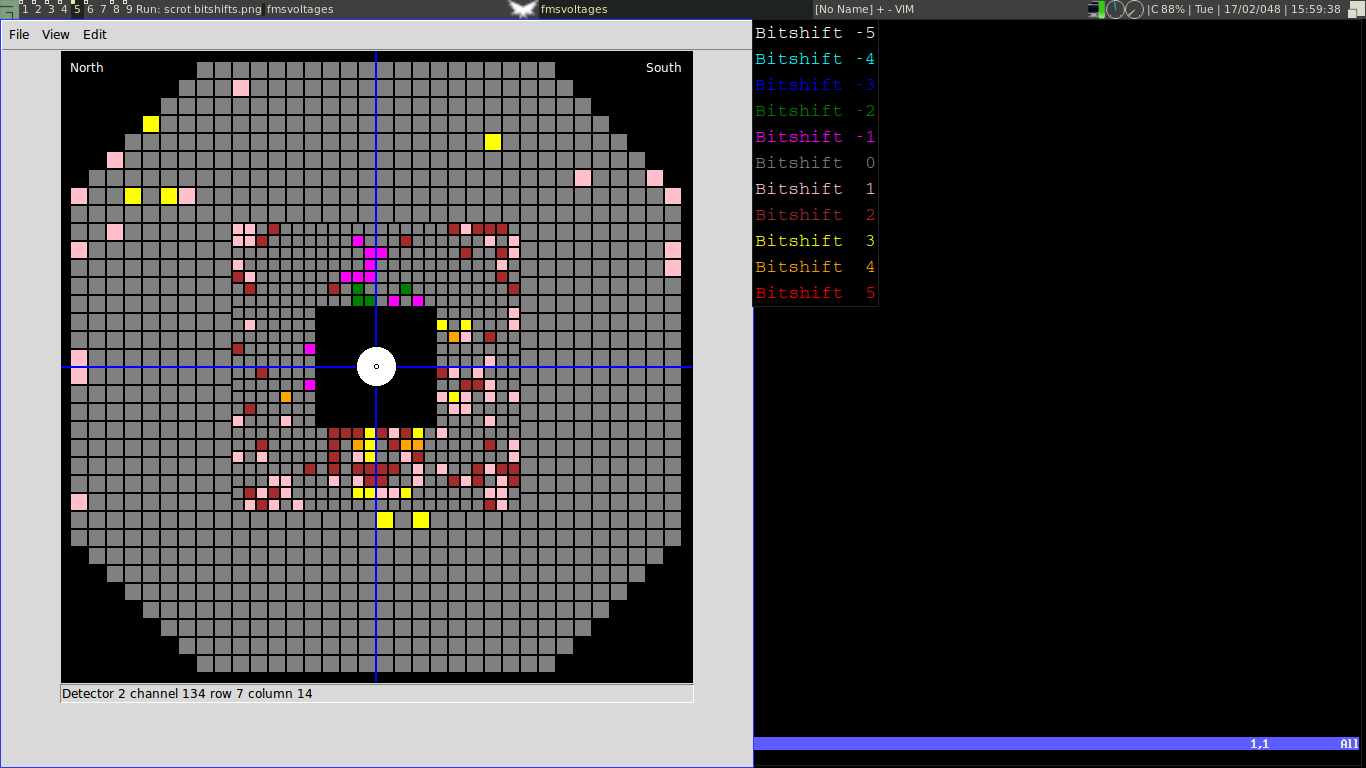 1 2 3 4 5 6 7 8 9 Run: scrot bitshifts.png fmsvoltages fmsvoltages [No Name] + - VIM |C 88% | Tue | 17/02/048 | 15:59:38
File View Edit
North South
Bitshift -5
Bitshift -4
Bitshift -3
Bitshift -2
Bitshift -1
Bitshift 0
Bitshift 1
Bitshift 2
Bitshift 3
Bitshift 4
Bitshift 5
Detector 2 channel 134 row 7 column 14
1,1 All